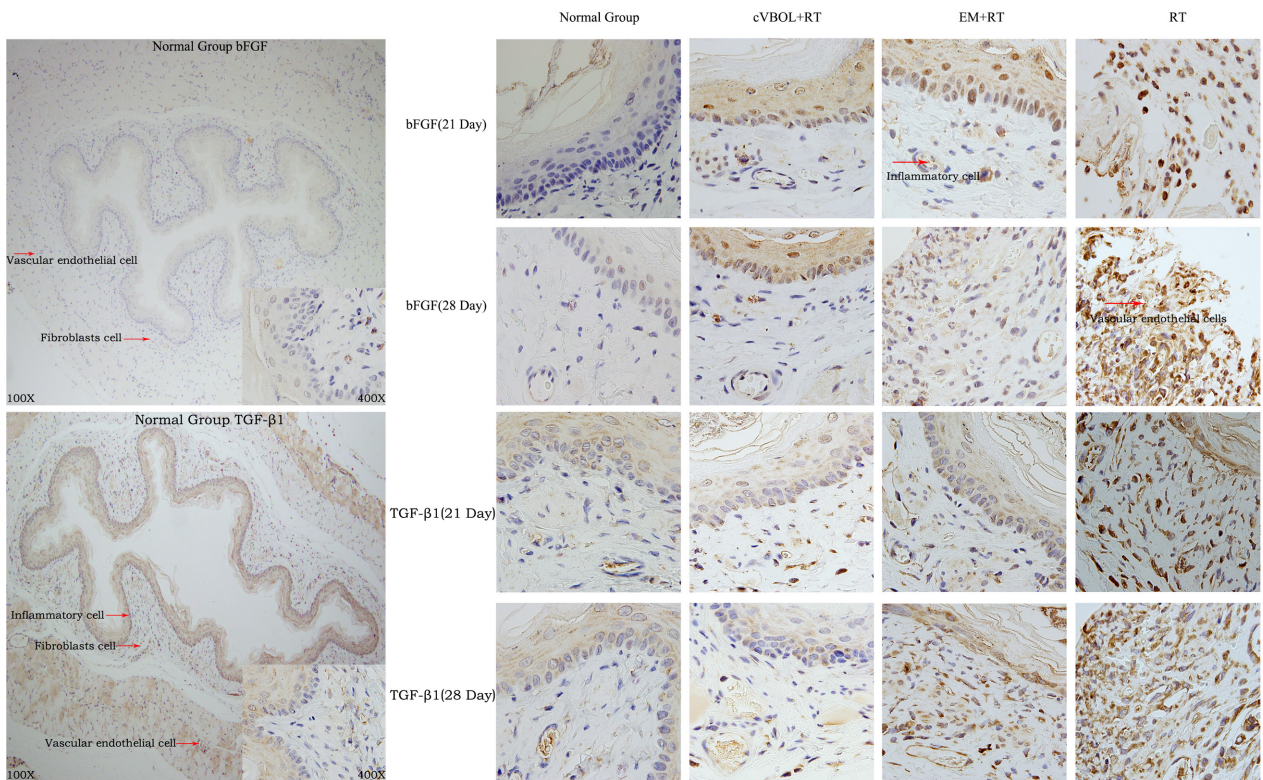 Normal Group
cVBOL+RT
EM+RT
RT
Normal Group bFGF
Vascular endothelial cell
Fibroblasts cell
100X
400X
bFGF(21 Day)
Inflammatory cell
bFGF(28 Day)
Vascular endothelial cells
Normal Group TGF-β1
Inflammatory cell
Fibroblasts cell
Vascular endothelial cell
100X
400X
TGF-β1(21 Day)
TGF-β1(28 Day)